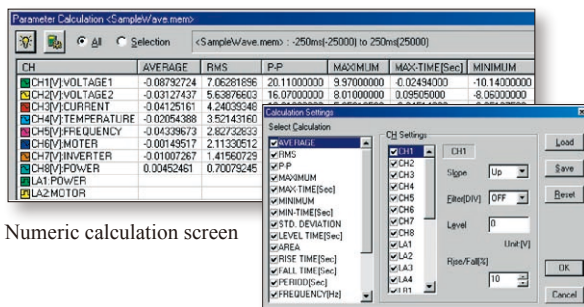 Parameter Calculation <SampleWave.mem>
All Selection <SampleWave.mem> : -250ms(-25000) to 250ms(25000)
CH AVERAGE RMS P-P MAXIMUM MAX-TIME[Sec] MINIMUM
CH1[V]:VOLTAGE1 -0.08792724 7.06281896 20.11000000 9.97000000 -0.02494000 -10.14000000
CH2[V]:VOLTAGE2 -0.03127437 5.63876603 16.07000000 8.01000000 0.09505000 -8.06000000
CH3[V]:CURRENT -0.04125161 4.24039348
CH4[V]:TEMPERATURE -0.02054388 3.52143160
CH5[V]:FREQUENCY -0.04339673 2.82732833
CH6[V]:MOTER -0.00149517 2.11330512
CH7[V]:INVERTER -0.01007267 1.41560729
CH8[V]:POWER 0.00452461 0.70079245
LA1:POWER
LA2:MOTOR
Numeric calculation screen
Calculation Settings
Select Calculation
AVERAGE
RMS
P-P
MAXIMUM
MAX-TIME[Sec]
MINIMUM
MIN-TIME[Sec]
STD. DEVIATION
LEVEL TIME[Sec]
AREA
RISE TIME[Sec]
FALL TIME[Sec]
PERIOD[Sec]
FREQUENCY[Hz]
CH Settings
CH1
CH2
CH3
CH4
CH5
CH6
CH7
CH8
LA1
LA2
LA3
LA4
LB1
CH1
Slope Up
Filter[DIV] OFF
Level 0
Unit:[V]
Rise/Fall[%]
10
Load
Save
Reset
OK
Cancel